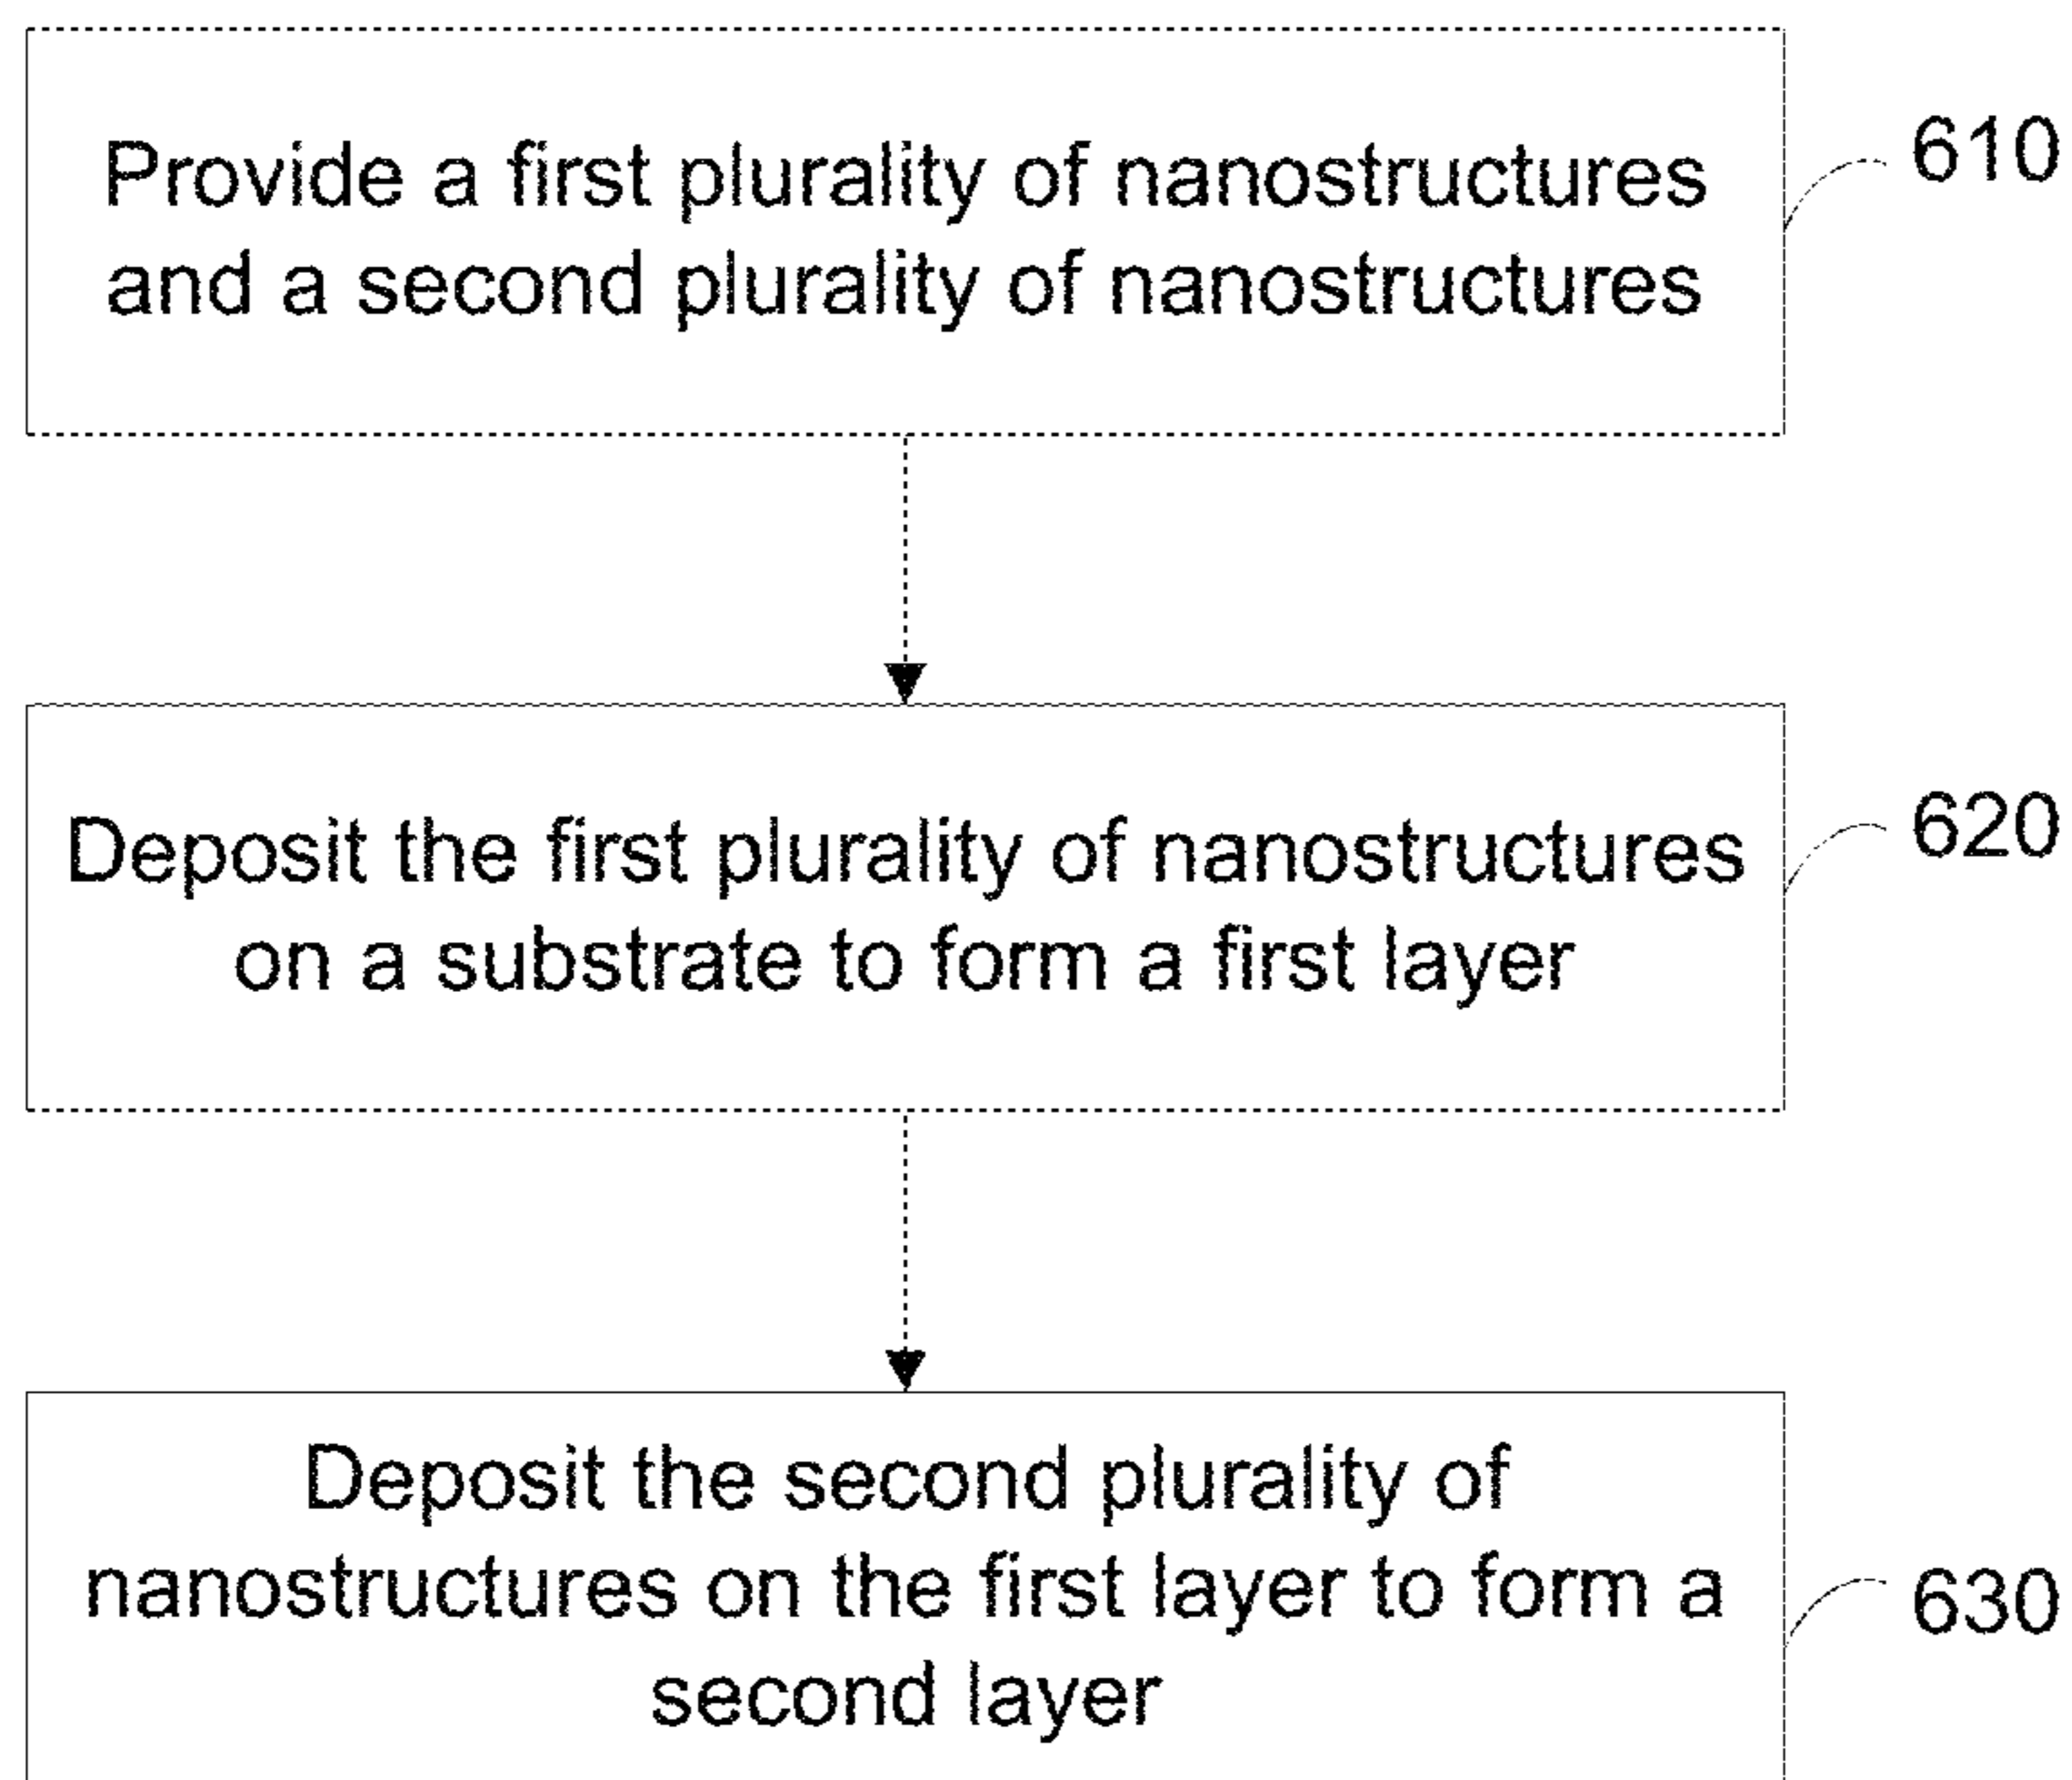 Provide a first plurality of nanostructures
and a second plurality of nanostructures
610
Deposit the first plurality of nanostructures
on a substrate to form a first layer
620
Deposit the second plurality of
nanostructures on the first layer to form a
second layer
630